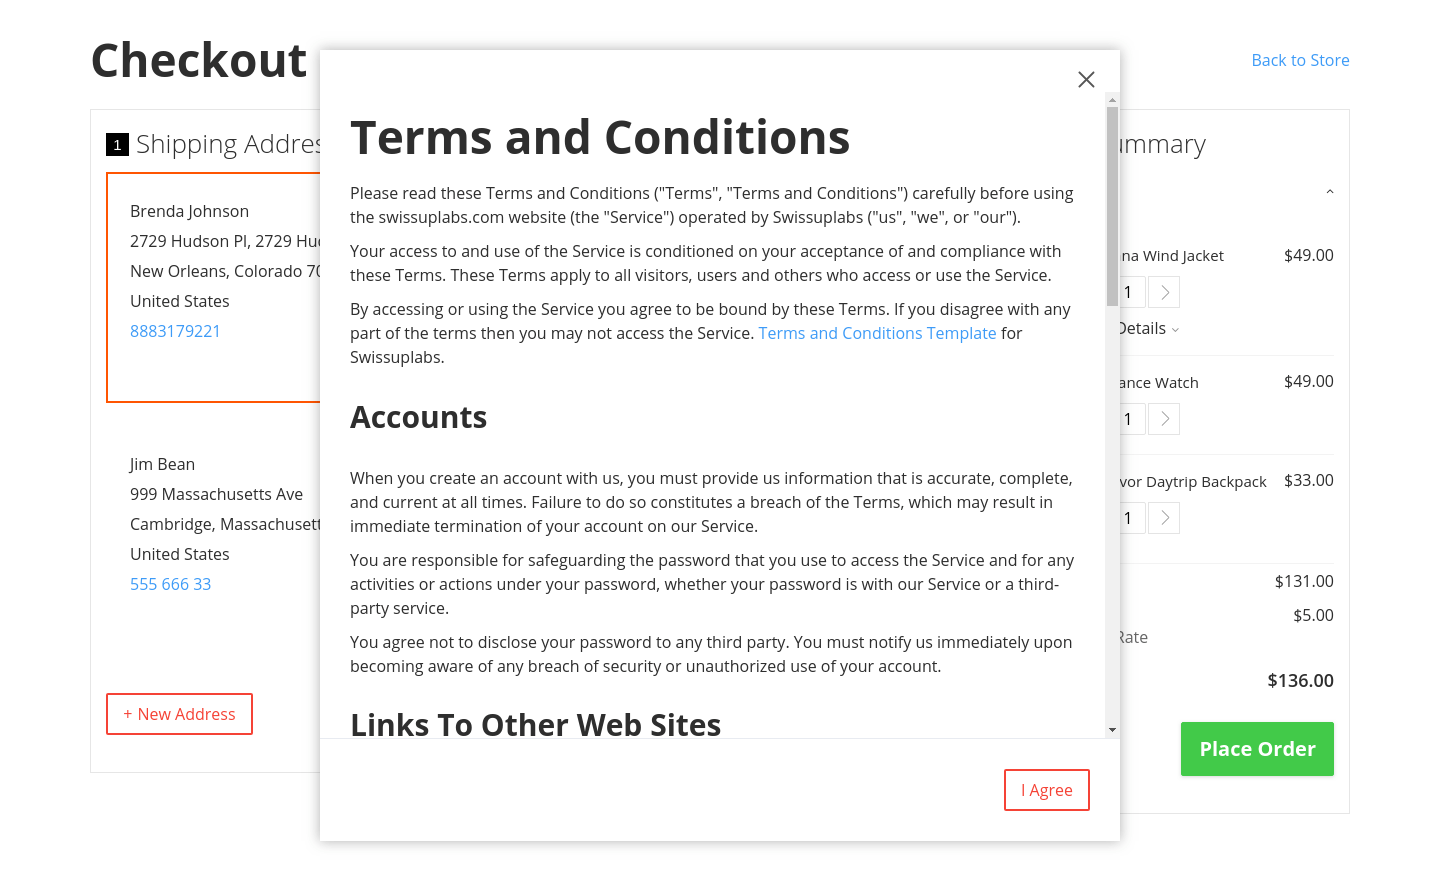 Checkout
Back to Store
1 Shipping
Brenda Johnson
2729 Hudson Pl, 2729
New Orleans, Colorado
United States
8883179221
Jim Bean
999 Massachusetts Ave
Cambridge,
United States
555 666 33
+ New Address
Terms and Conditions
Please read these Terms and Conditions ("Terms", "Terms and Conditions") carefully before using
the swissuplabs.com website (the "Service") operated by Swissuplabs ("us", "we", or "our").
Your access to and use of the Service is conditioned on your acceptance of and compliance with
these Terms. These Terms apply to all visitors, users and others who access or use the Service.
By accessing or using the Service you agree to be bound by these Terms. If you disagree with any
part of the terms then you may not access the Service. Terms and Conditions Template for
Swissuplabs.
Accounts
When you create an account with us, you must provide us information that is accurate, complete,
and current at all times. Failure to do so constitutes a breach of the Terms, which may result in
immediate termination of your account on our Service.
You are responsible for safeguarding the password that you use to access the Service and for any
activities or actions under your password, whether your password is with our Service or a third-
party service.
You agree not to disclose your password to any third party. You must notify us immediately upon
becoming aware of any breach of security or unauthorized use of your account.
Links To Other Web Sites
I Agree
Wind Jacket $49.00
1
Details
Watch $49.00
1
Daytrip Backpack $33.00
1
$131.00
$5.00
Rate
$136.00
Place Order